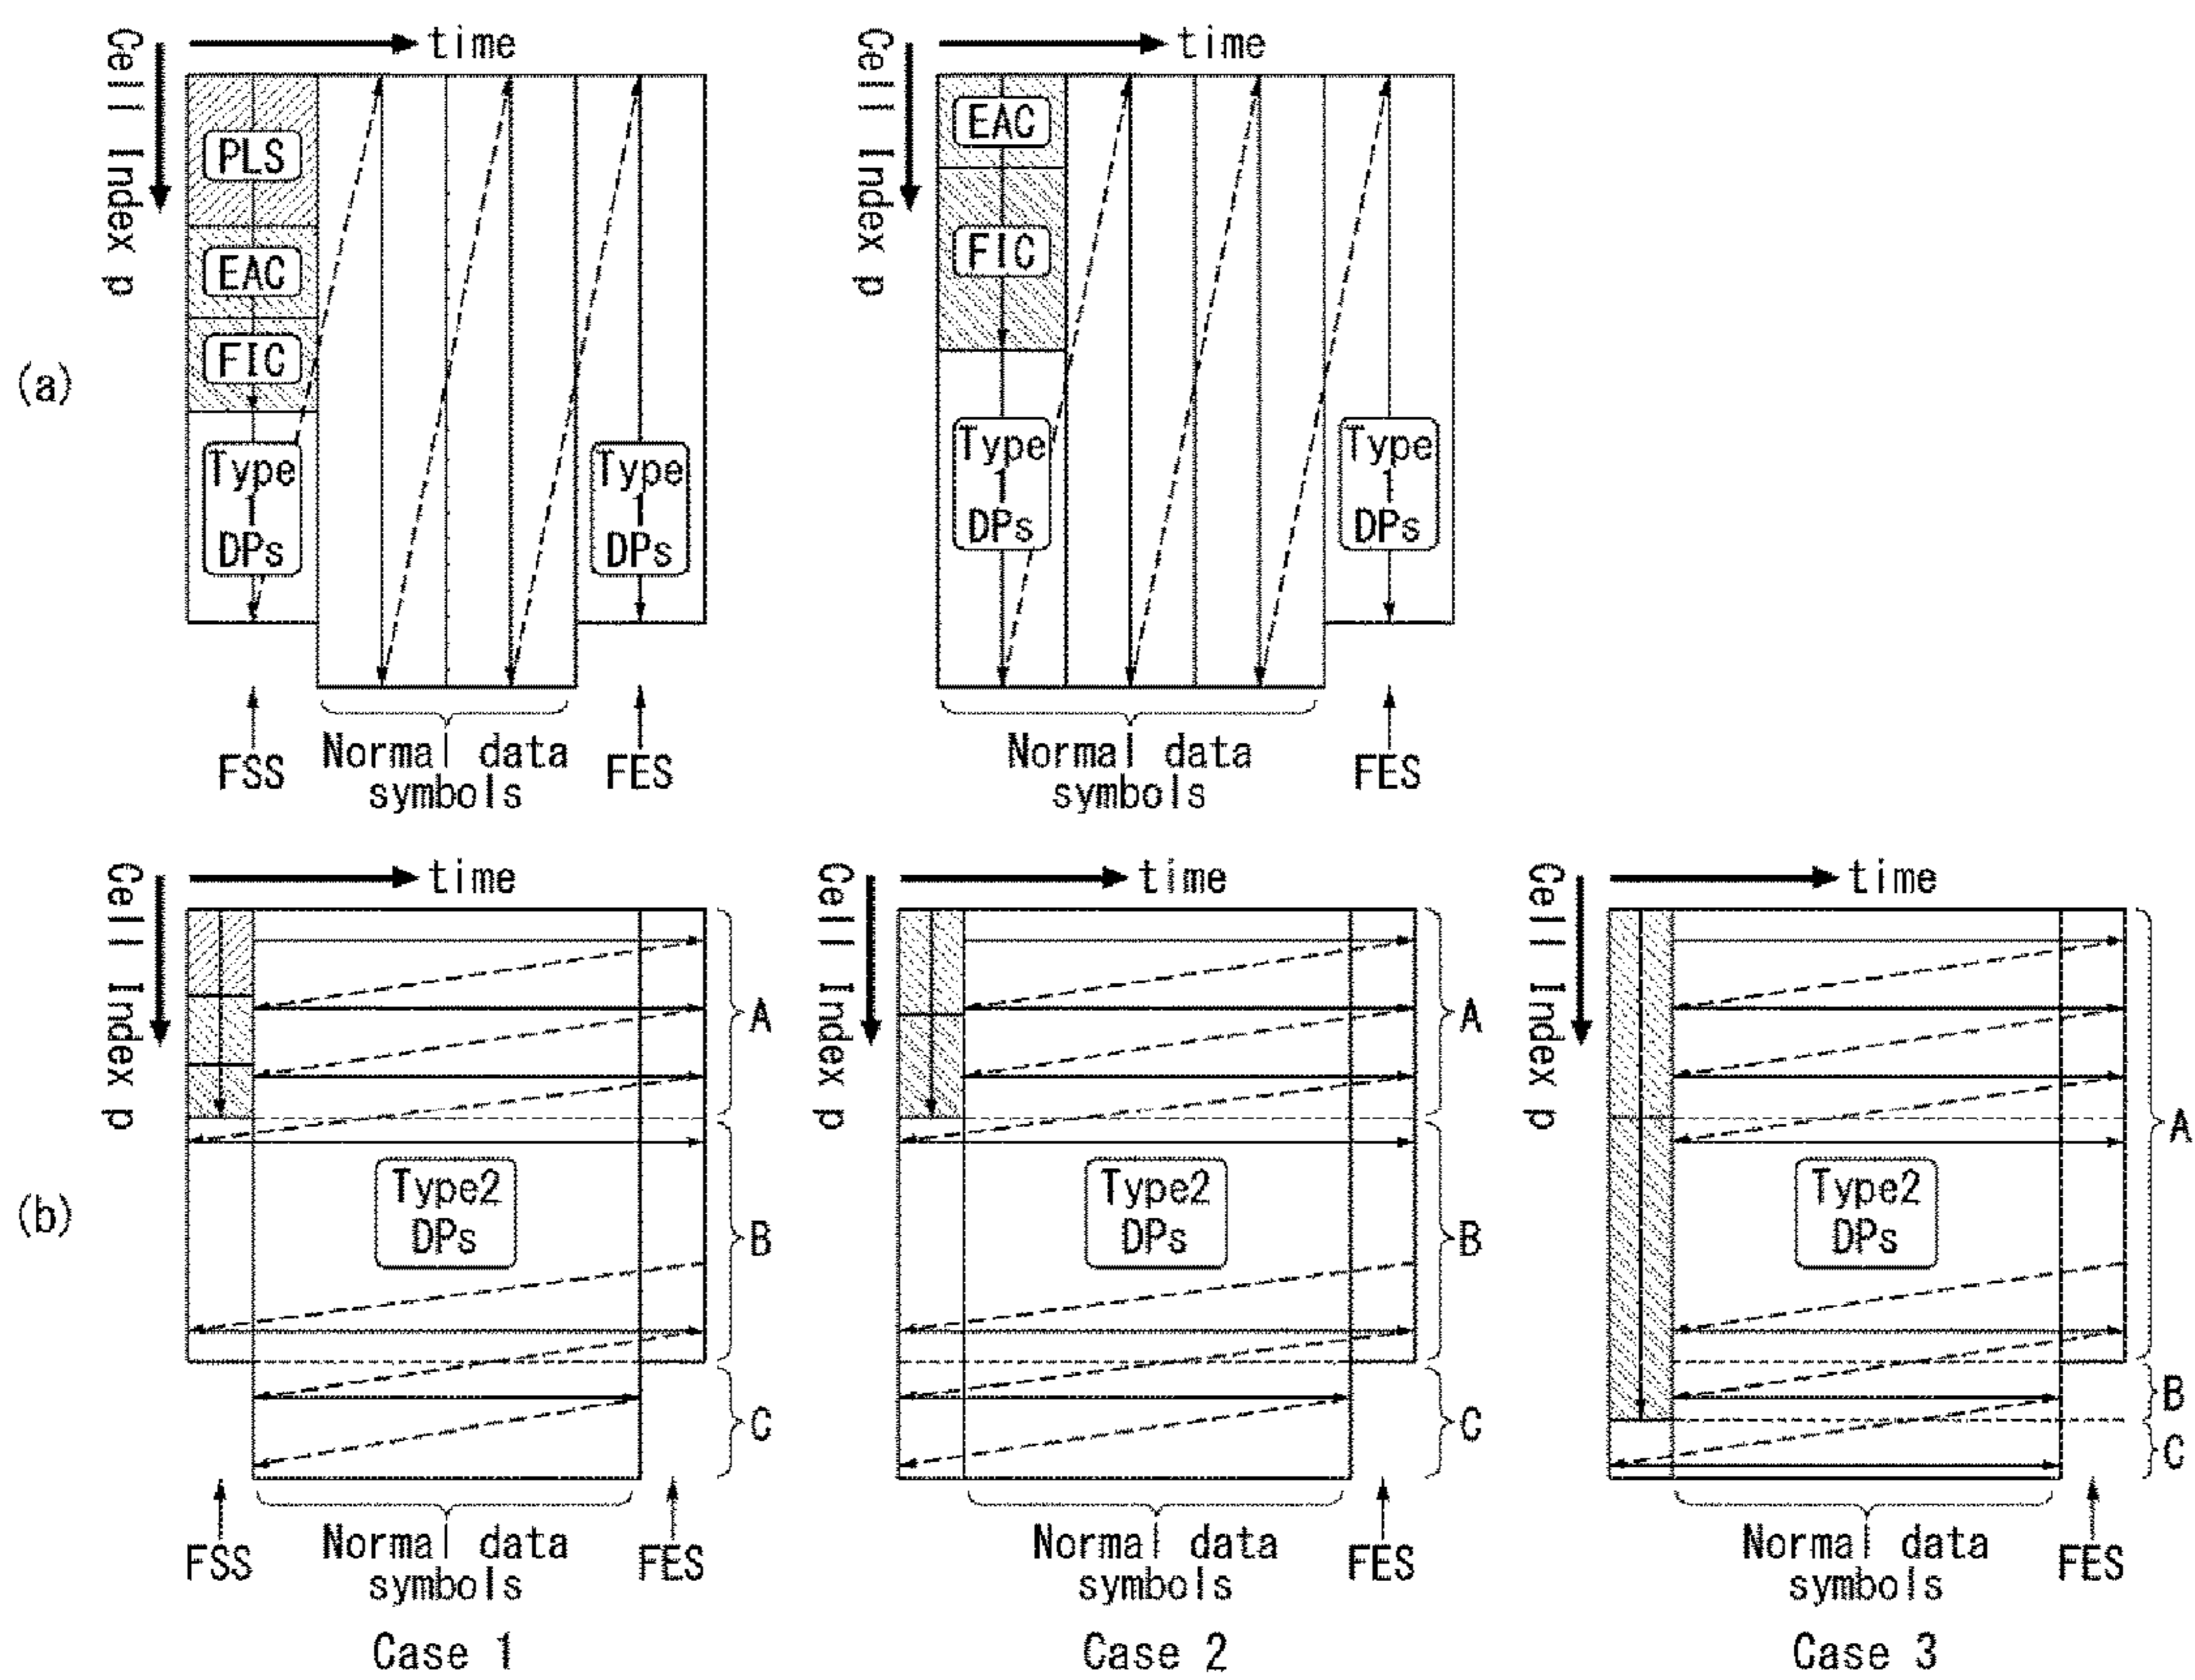 time
Cell Index p
PLS
EAC
FIC
Type
1
DPs
Type
1
DPs
FSS
Normal data
symbols
FES
time
Cell Index p
EAC
FIC
Type
1
DPs
Type
1
DPs
Normal data
symbols
FES
(a)
time
Cell Index p
Type2
DPs
A
B
C
FSS
Normal data
symbols
FES
Case 1
time
Cell Index p
Type2
DPs
A
B
C
Normal data
symbols
FES
Case 2
time
Cell Index p
Type2
DPs
A
B
C
Normal data
symbols
FES
Case 3
(b)